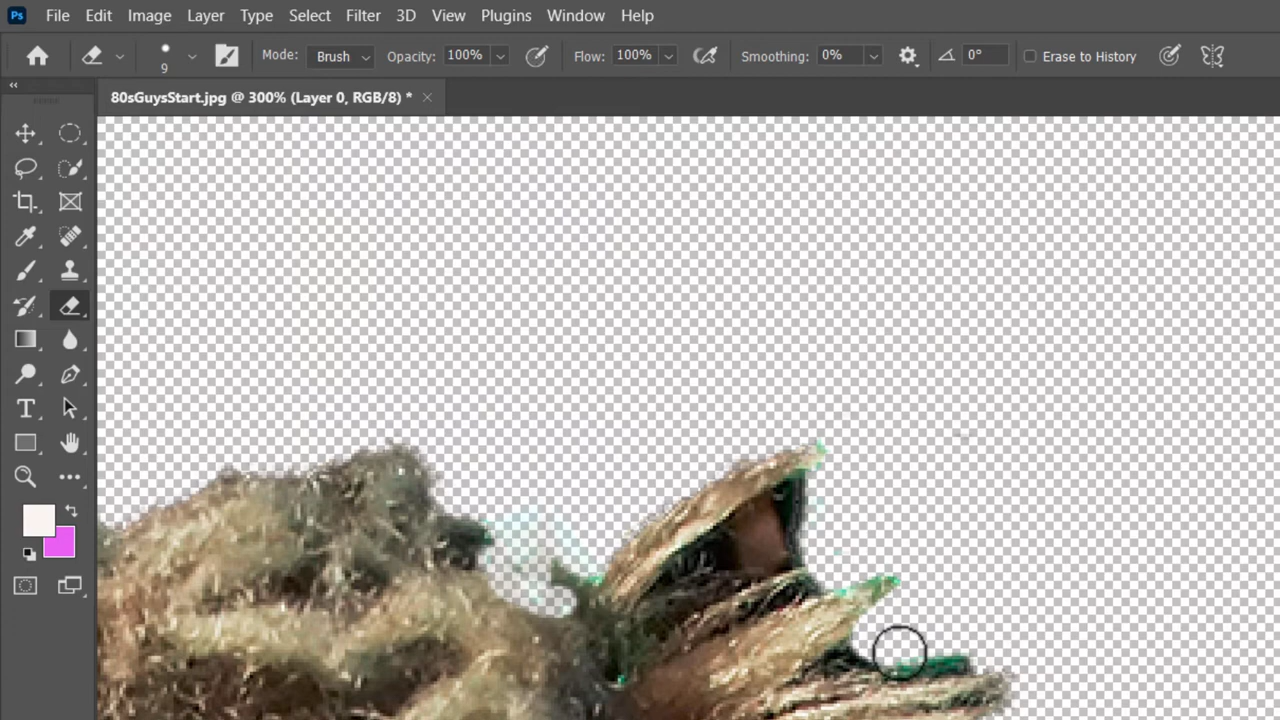 Ps File Edit Image Layer Type Select Filter 3D View Plugins Window Help
9 Mode: Brush Opacity: 100% Flow: 100% Smoothing: 0% 0° Erase to History
80sGuysStart.jpg @ 300% (Layer 0, RGB/8) *